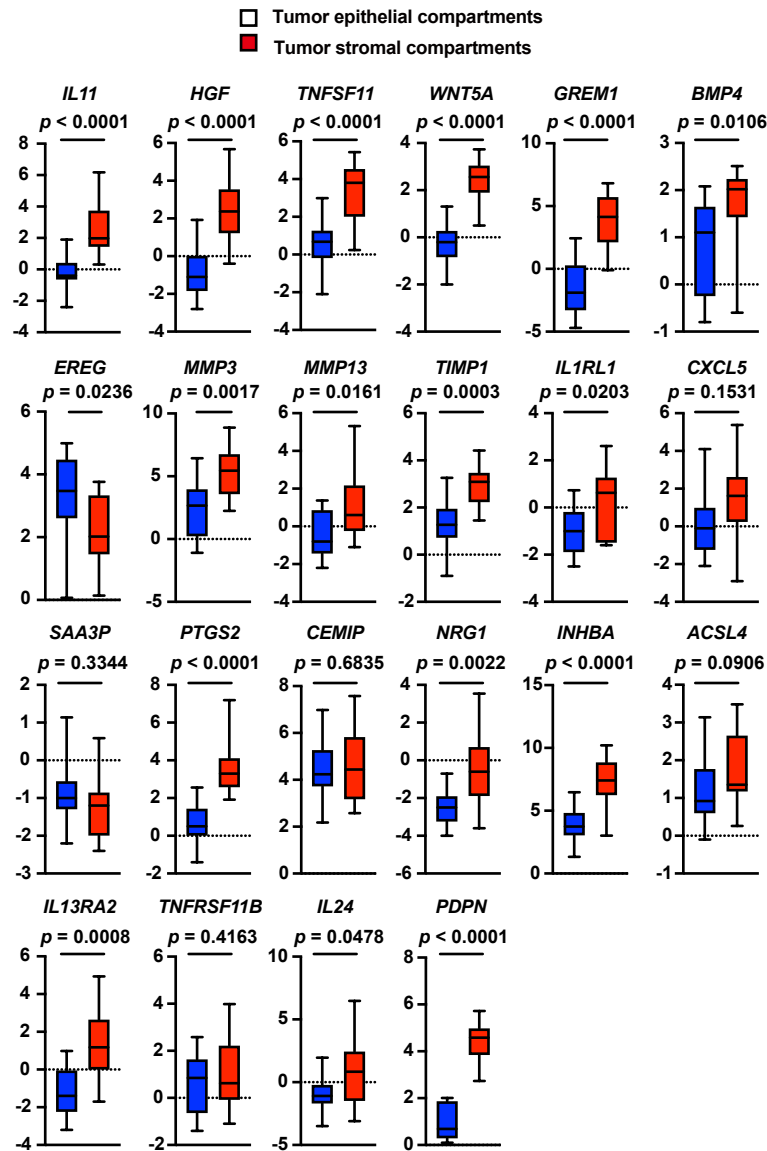 Tumor epithelial compartments
Tumor stromal compartments
IL11 HGF TNFSF11 WNT5A GREM1 BMP4
p < 0.0001 p < 0.0001 p < 0.0001 p < 0.0001 p < 0.0001 p = 0.0106
8 6 6 4 10 3
6 4 4 2 5 2
4 2 2 0 0 1
2 0 0 -2 -5 0
0 -2 -2 -4 -1
-2 -4 -4
-4
EREG MMP3 MMP13 TIMP1 IL1RL1 CXCL5
p = 0.0236 p = 0.0017 p = 0.0161 p = 0.0003 p = 0.0203 p = 0.1531
6 10 6 6 4 6
4 5 4 4 2 4
2 0 2 2 0 2
0 -5 0 0 -2 0
-2 -2 -4 -2
-4 -4
SAA3P PTGS2 CEMIP NRG1 INHBA ACSL4
p = 0.3344 p < 0.0001 p = 0.6835 p = 0.0022 p < 0.0001 p = 0.0906
2 8 8 4 15 4
1 6 6 2 10 3
0 4 4 0 5 2
-1 2 2 -2 0 1
-2 0 0 -4 0
-3 -2 -6 -1
IL13RA2 TNFRSF11B IL24 PDPN
p = 0.0008 p = 0.4163 p = 0.0478 p < 0.0001
6 6 10 8
4 4 5 6
2 2 0 4
0 0 -5 2
-2 -2 0
-4